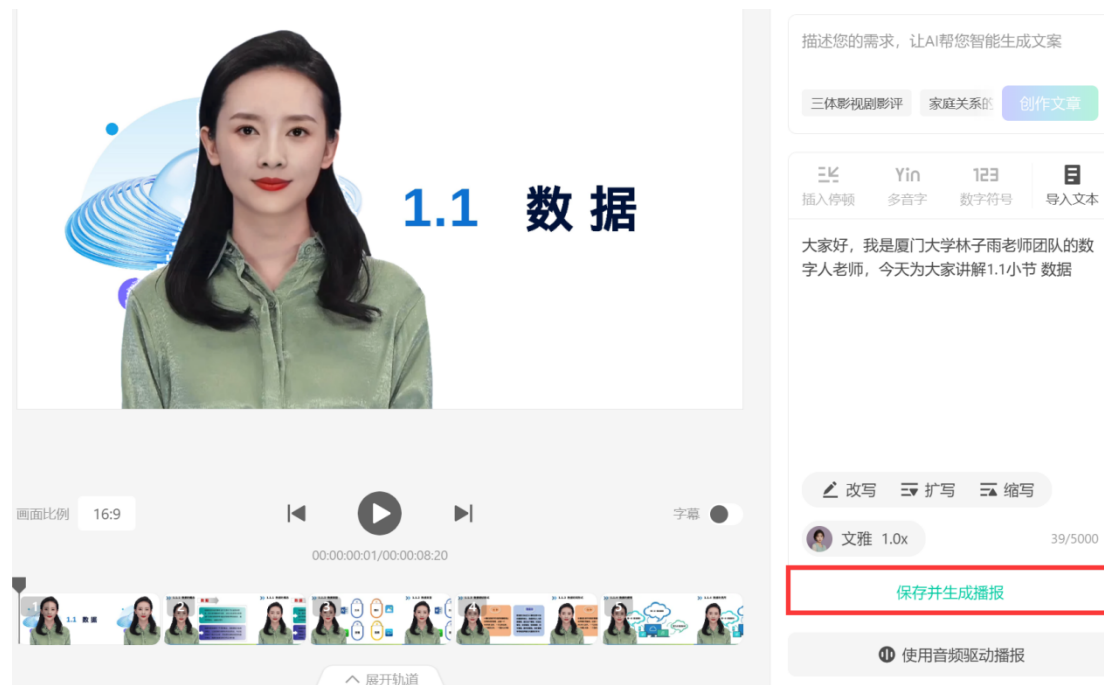 1.1 数据
画面比例 16:9
字幕
00:00:00:01/00:00:08:20
1
1.1 数 据
2
3
4
5
展开轨道
描述您的需求，让AI帮您智能生成文案
三体影视剧影评 家庭关系的 创作文章
Yin 123
插入停顿 多音字 数字符号 导入文本
大家好，我是厦门大学林子雨老师团队的数
字人老师，今天为大家讲解1.1小节 数据
改写 扩写 缩写
文雅 1.0x 39/5000
保存并生成播报
使用音频驱动播报